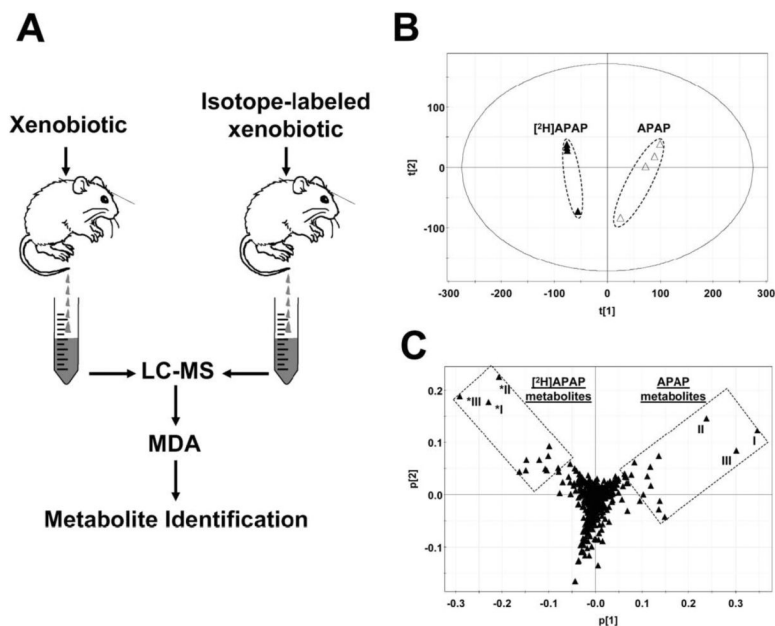 A
Xenobiotic
Isotope-labeled
xenobiotic
LC-MS
MDA
Metabolite Identification
B
[²H]APAP
APAP
t[2]
100
0
-100
-300
-200
-100
0
100
200
300
t[1]
C
[²H]APAP
metabolites
APAP
metabolites
*II
*III
*I
II
I
III
p[2]
0.2
0.1
0.0
-0.1
-0.3
-0.2
-0.1
-0.0
0.1
0.2
0.3
p[1]